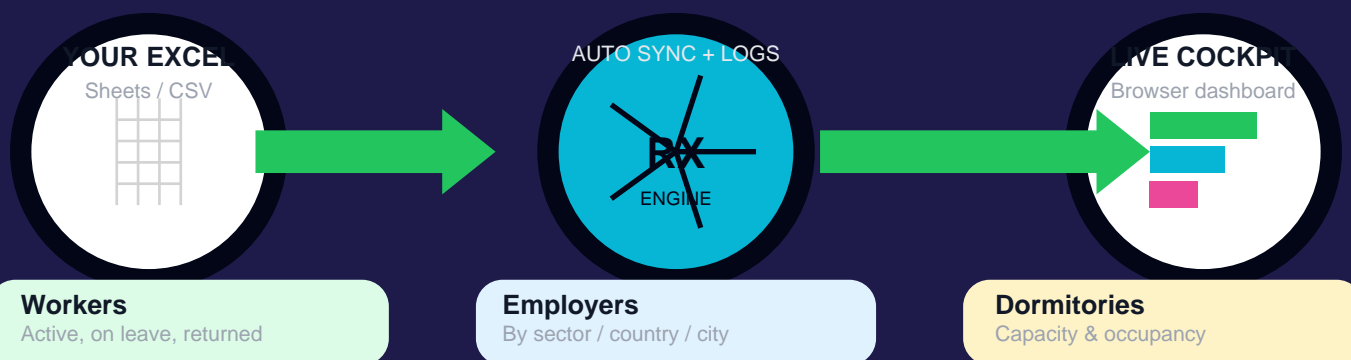 YOUR EXCEL
Sheets / CSV
AUTO SYNC + LOGS
RX
ENGINE
LIVE COCKPIT
Browser dashboard
Workers
Active, on leave, returned
Employers
By sector / country / city
Dormitories
Capacity & occupancy